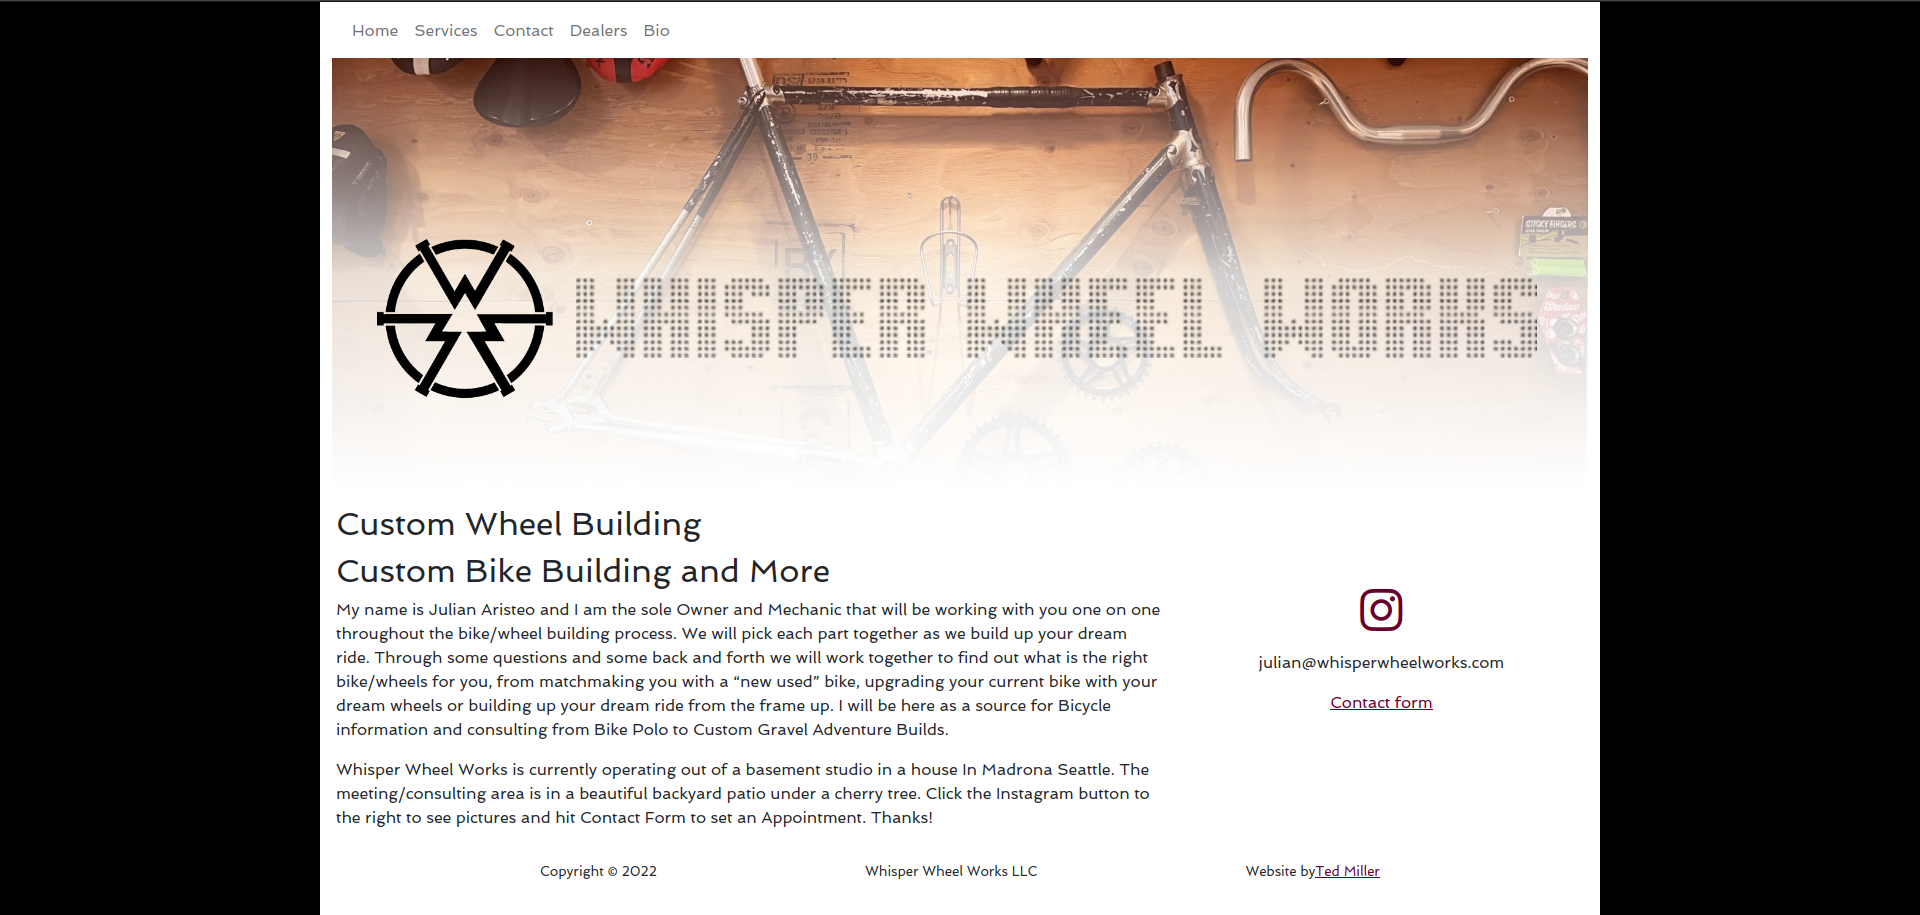 Home Services Contact Dealers Bio
SPAN-RATED
39
STICKY FINGERS
WHISPER WHEEL WORKS
Custom Wheel Building
Custom Bike Building and More
My name is Julian Aristeo and I am the sole Owner and Mechanic that will be working with you one on one
throughout the bike/wheel building process. We will pick each part together as we build up your dream
ride. Through some questions and some back and forth we will work together to find out what is the right
bike/wheels for you, from matchmaking you with a “new used” bike, upgrading your current bike with your
dream wheels or building up your dream ride from the frame up. I will be here as a source for Bicycle
information and consulting from Bike Polo to Custom Gravel Adventure Builds.
julian@whisperwheelworks.com
Contact form
Whisper Wheel Works is currently operating out of a basement studio in a house In Madrona Seattle. The
meeting/consulting area is in a beautiful backyard patio under a cherry tree. Click the Instagram button to
the right to see pictures and hit Contact Form to set an Appointment. Thanks!
Copyright © 2022 Whisper Wheel Works LLC Website byTed Miller